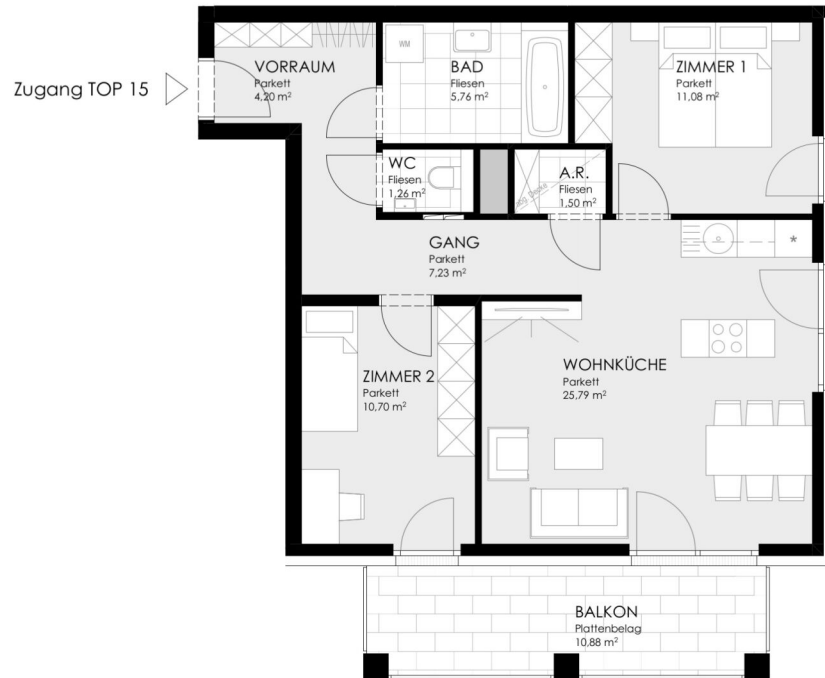 Zugang TOP 15
VORRAUM
Parkett
4,20 m²
WM
BAD
Fliesen
5,76 m²
ZIMMER 1
Parkett
11,08 m²
WC
Fliesen
1,26 m²
A.R.
Fliesen
1,50 m²
GANG
Parkett
7,23 m²
*
ZIMMER 2
Parkett
10,70 m²
WOHNKÜCHE
Parkett
25,79 m²
BALKON
Plattenbelag
10,88 m²